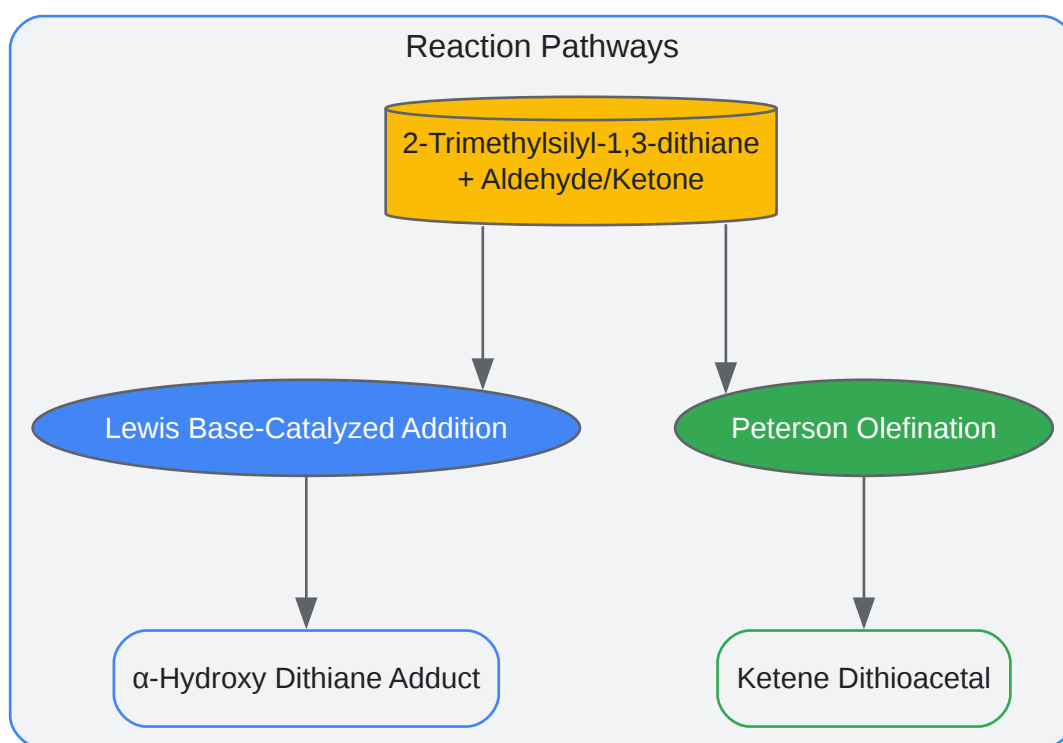 Reaction Pathways
2-Trimethylsilyl-1,3-dithiane
+ Aldehyde/Ketone
Lewis Base-Catalyzed Addition
Peterson Olefination
α-Hydroxy Dithiane Adduct
Ketene Dithioacetal